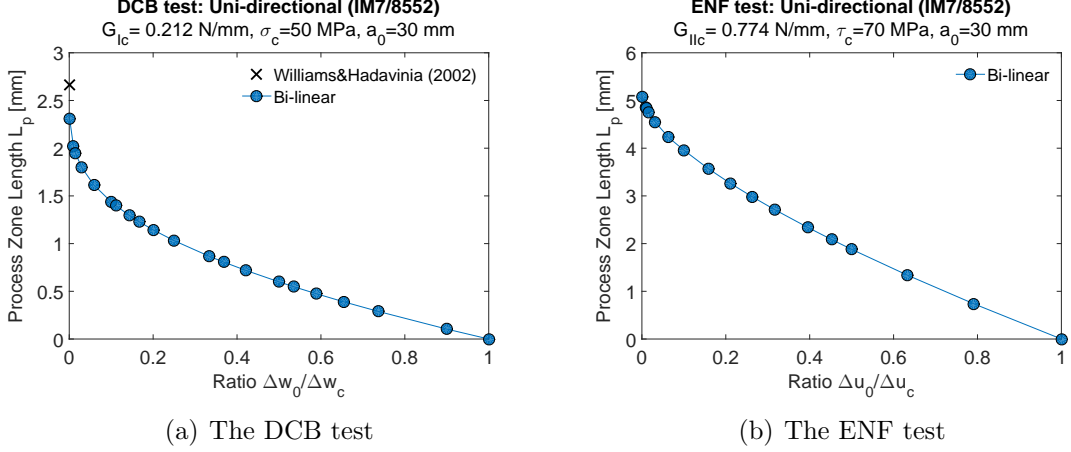 DCB test: Uni-directional (IM7/8552)
G_Ic= 0.212 N/mm, σ_c=50 MPa, a_0=30 mm
3
2.5
2
1.5
1
0.5
0
Process Zone Length L_p [mm]
Williams&Hadavinia (2002)
Bi-linear
0 0.2 0.4 0.6 0.8 1
Ratio Δw_0/Δw_c
(a) The DCB test
ENF test: Uni-directional (IM7/8552)
G_IIc= 0.774 N/mm, τ_c=70 MPa, a_0=30 mm
6
5
4
3
2
1
0
Process Zone Length L_p [mm]
Bi-linear
0 0.2 0.4 0.6 0.8 1
Ratio Δu_0/Δu_c
(b) The ENF test